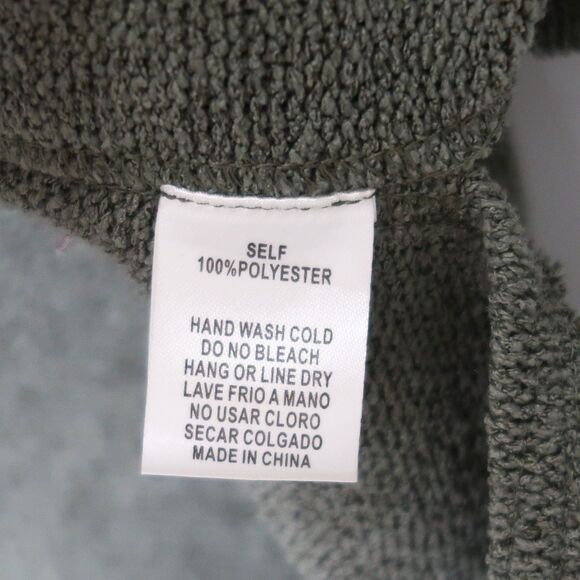 SELF
100%POLYESTER
HAND WASH COLD
DO NO BLEACH
HANG OR LINE DRY
LAVE FRIO A MANO
NO USAR CLORO
SECAR COLGADO
MADE IN CHINA